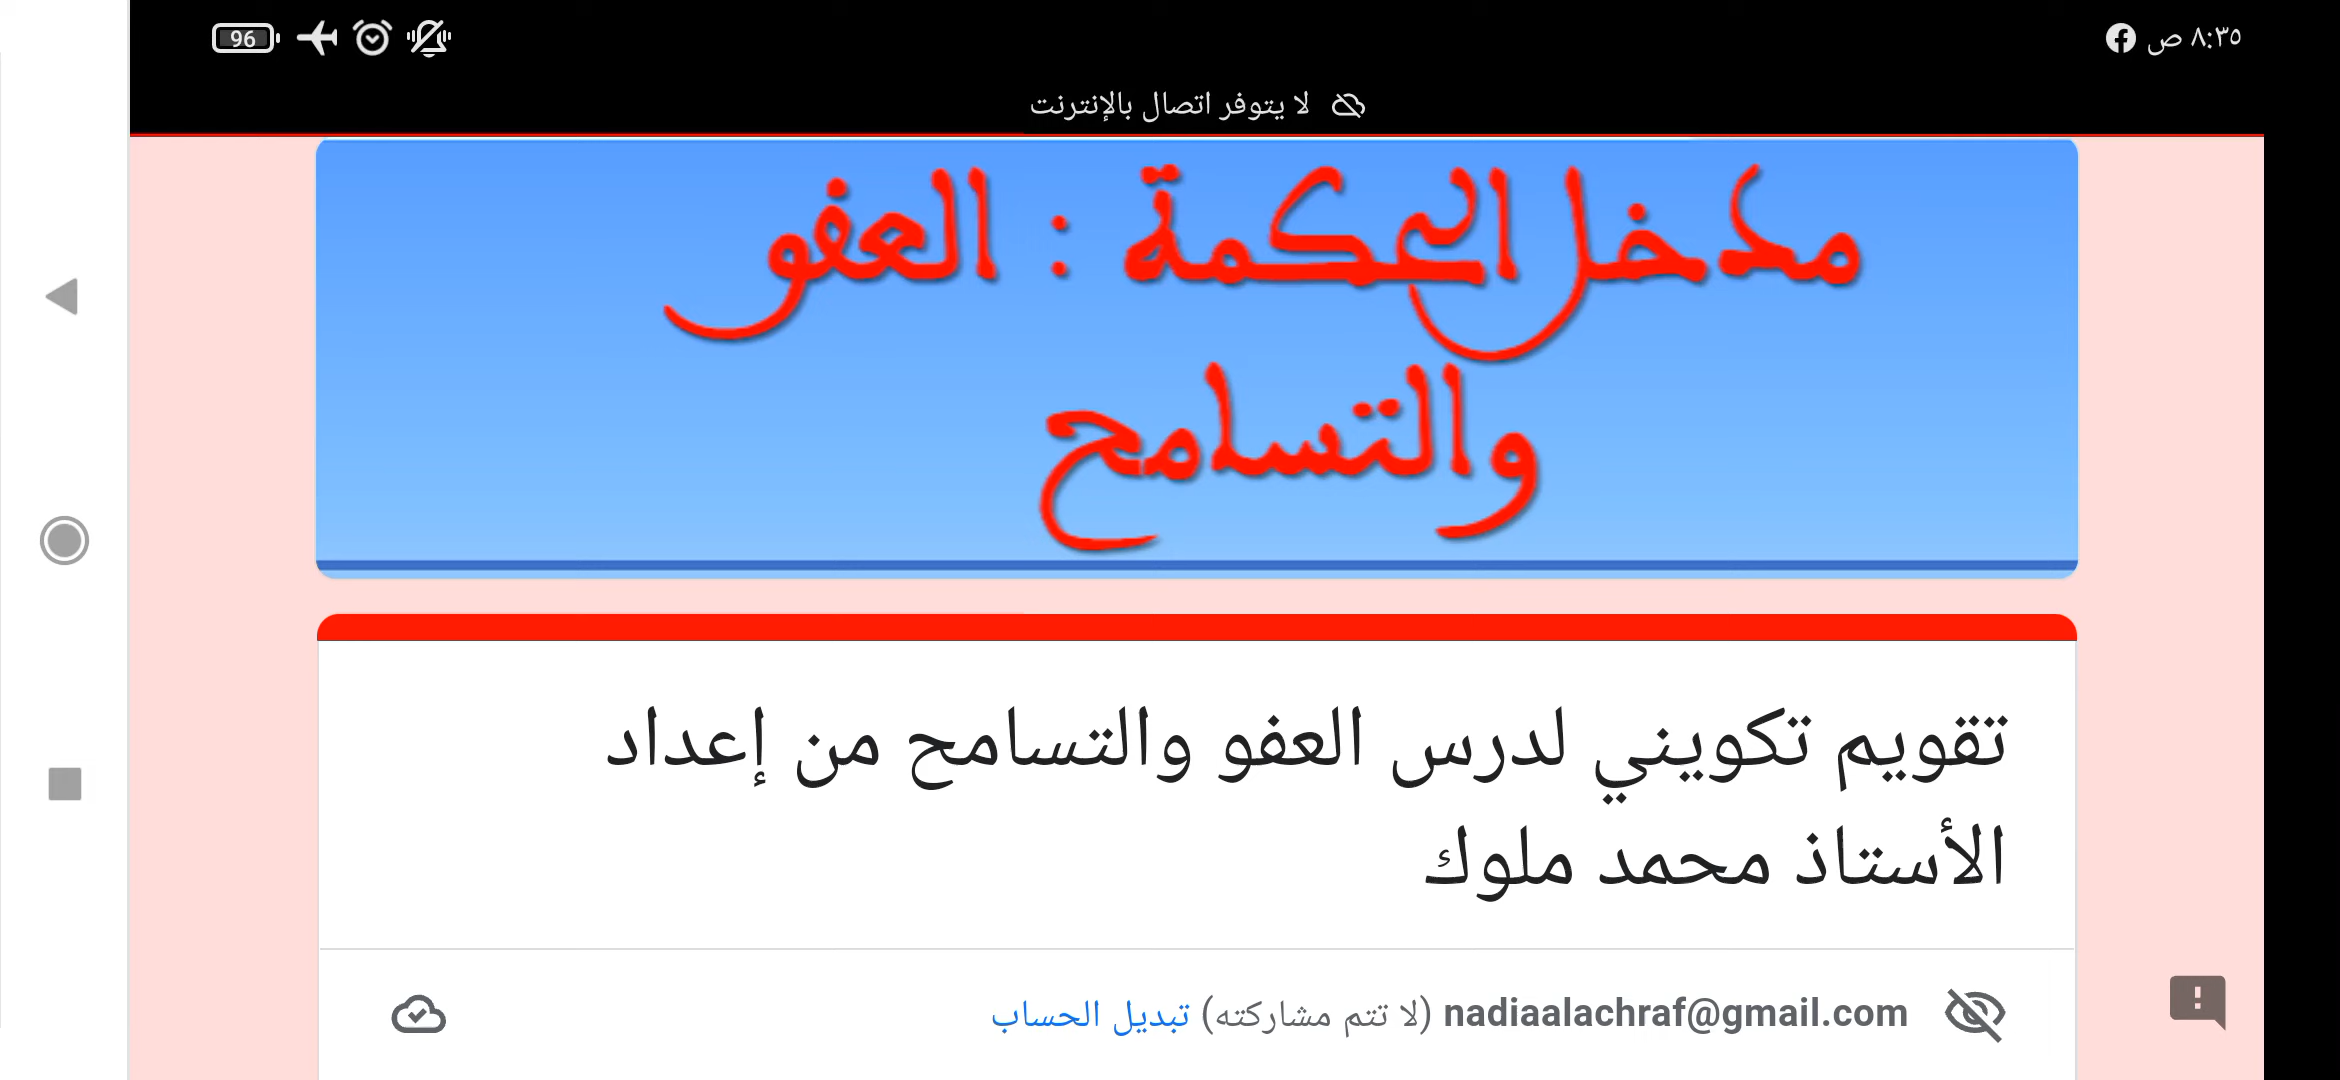 ٨:٣٥ ص
96
لا يتوفر اتصال بالإنترنت
مدخل الحكمة : العفو
والتسامح
تقويم تكويني لدرس العفو والتسامح من إعداد
الأستاذ محمد ملوك
nadiaalachraf@gmail.com (لا تتم مشاركته) تبديل الحساب